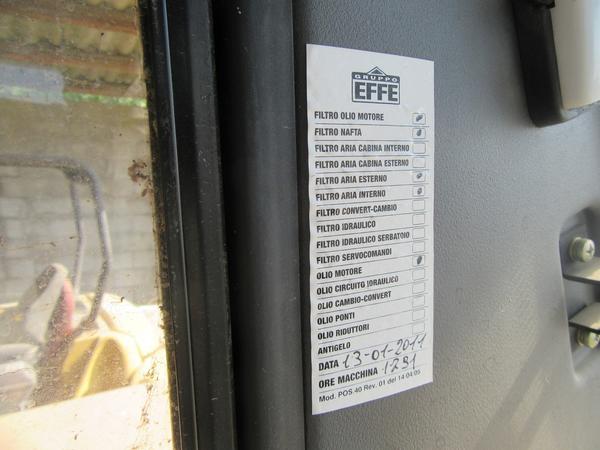 GRUPPO
EFFE
FILTRO OLIO MOTORE
FILTRO NAFTA
FILTRO ARIA CABINA INTERNO
FILTRO ARIA CABINA ESTERNO
FILTRO ARIA ESTERNO
FILTRO ARIA INTERNO
FILTRO CONVERT-CAMBIO
FILTRO IDRAULICO
FILTRO IDRAULICO SERBATOIO
FILTRO SERVOCOMANDI
OLIO MOTORE
OLIO CIRCUITO IDRAULICO
OLIO CAMBIO-CONVERT
OLIO PONTI
OLIO RIDUTTORI
ANTIGELO
DATA 13-01-2011
ORE MACCHINA 1291
Mod. POS 40 Rev. 01 del 14 04 05